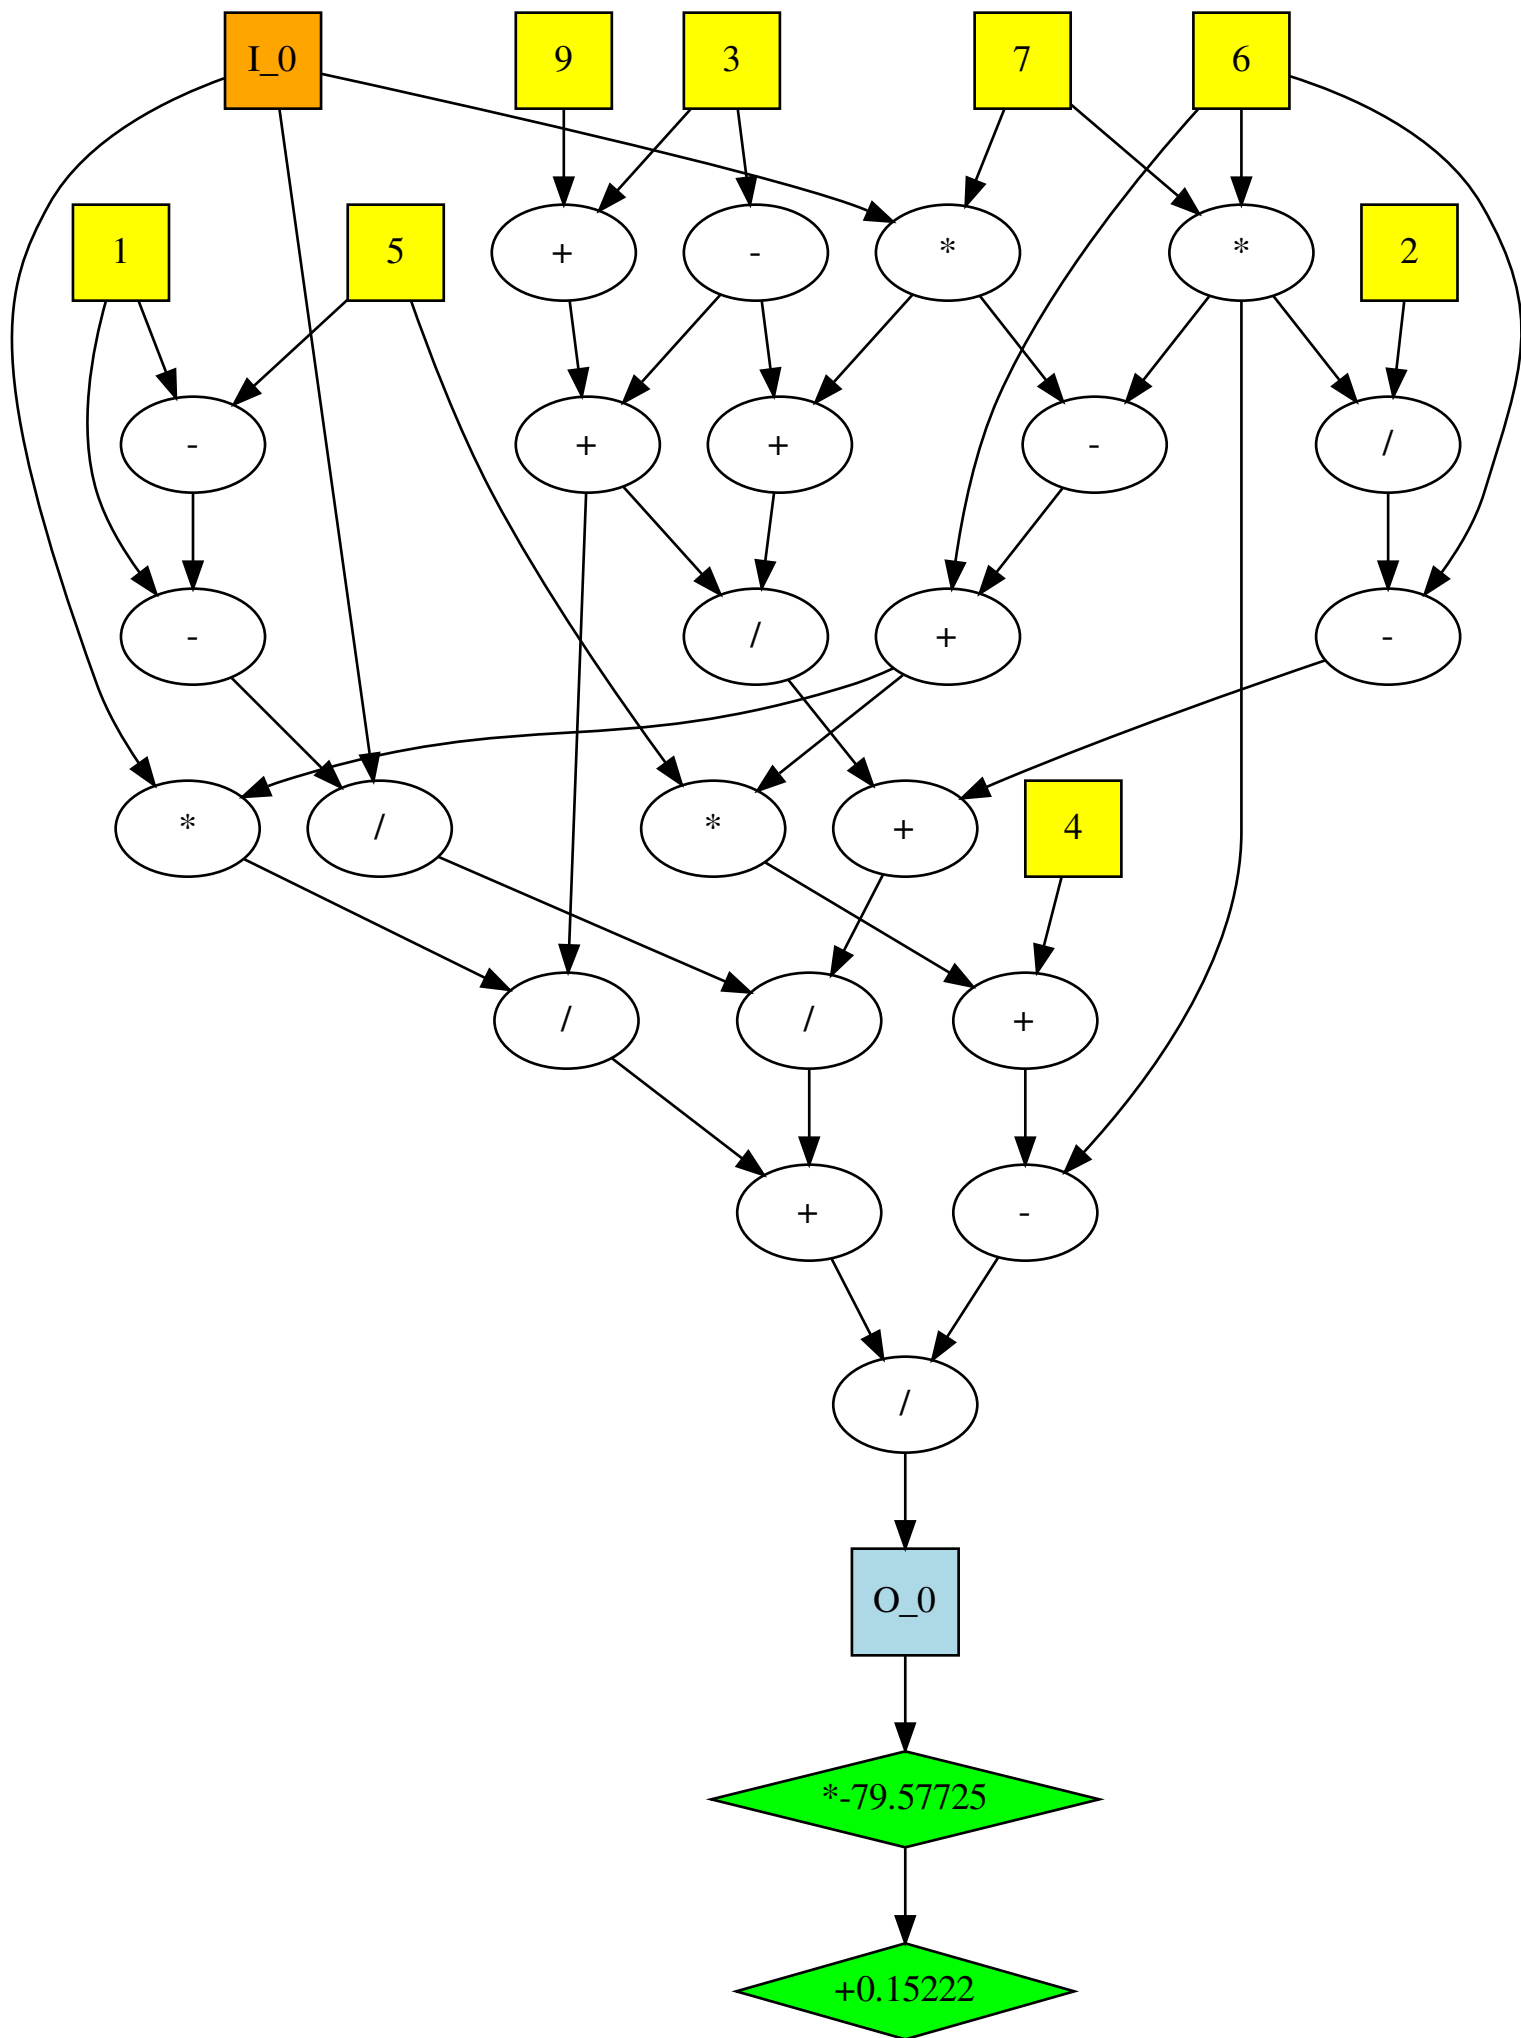 I_0 9 3 7 6
1 5 + - * * 2
- + + - /
- / + -
* / * + 4
/ / +
+ -
/
O_0
*-79.57725
+0.15222